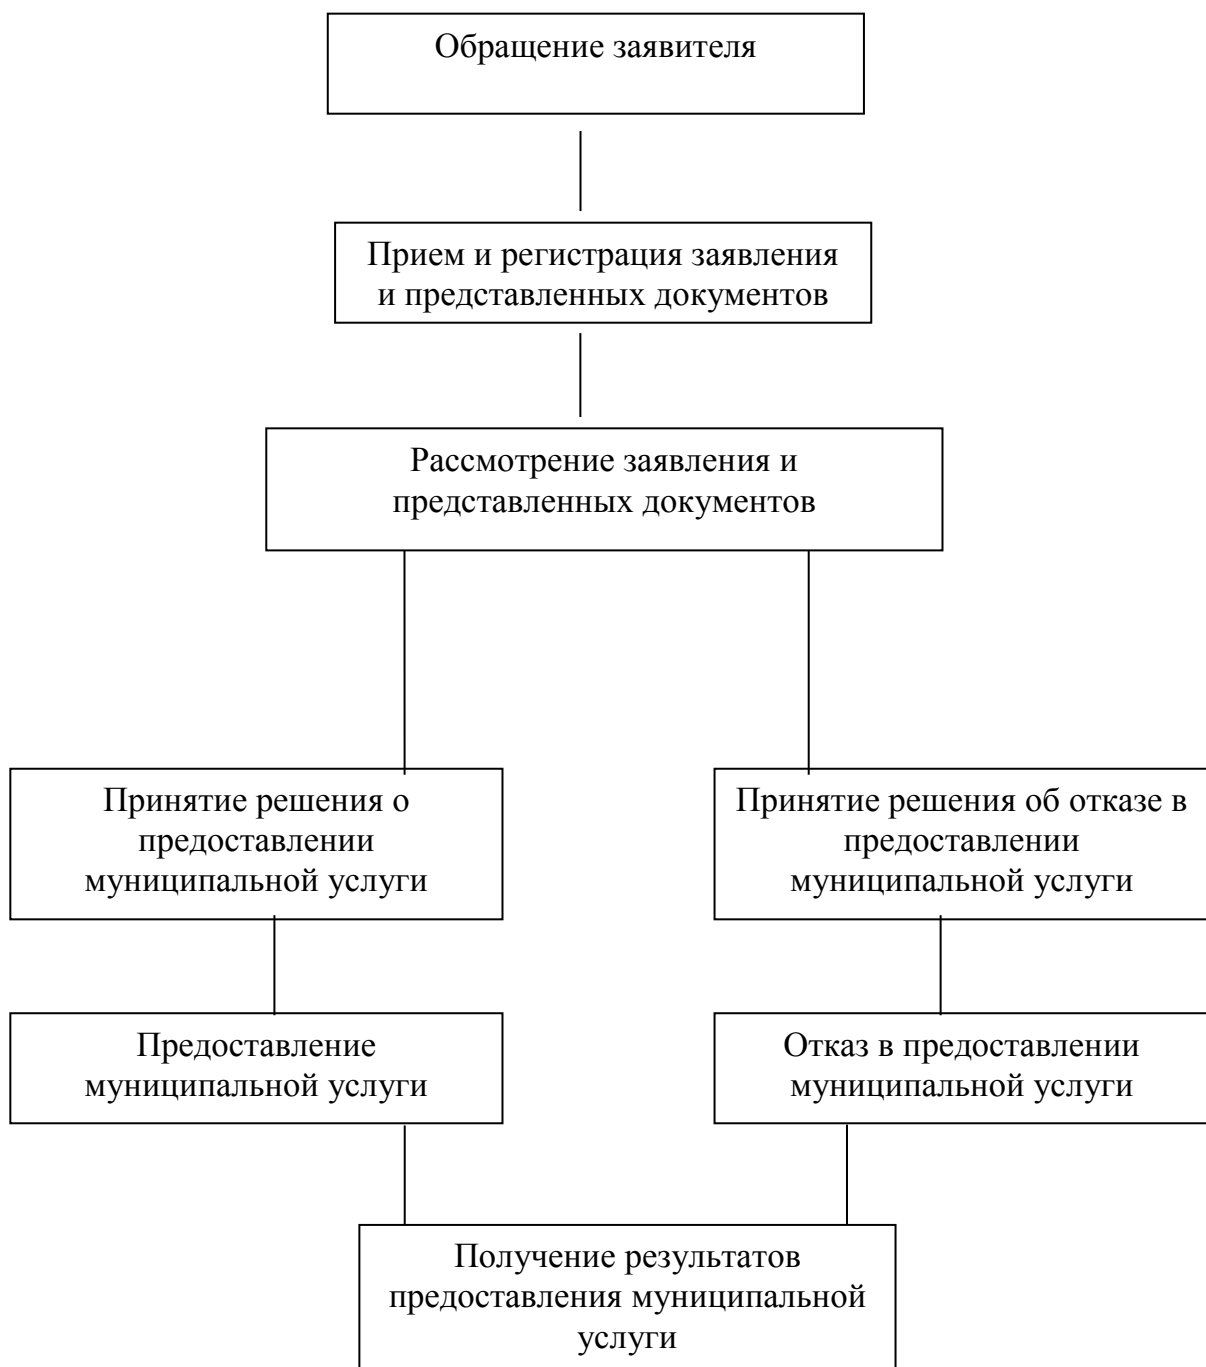 Обращение заявителя
Прием и регистрация заявления
и представленных документов
Рассмотрение заявления и
представленных документов
Принятие решения о
предоставлении
муниципальной услуги
Принятие решения об отказе в
предоставлении
муниципальной услуги
Предоставление
муниципальной услуги
Отказ в предоставлении
муниципальной услуги
Получение результатов
предоставления муниципальной
услуги